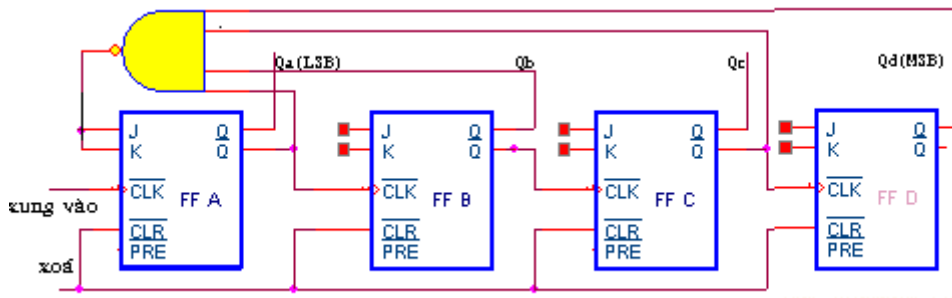 Qa(LSB) Qb Qc Qd(MSB)
J Q J Q J Q J Q
K Q K Q K Q K Q
CLK CLK CLK CLK
FF A FF B FF C FF D
xung vào
CLR CLR CLR CLR
PRE PRE PRE PRE
xoá